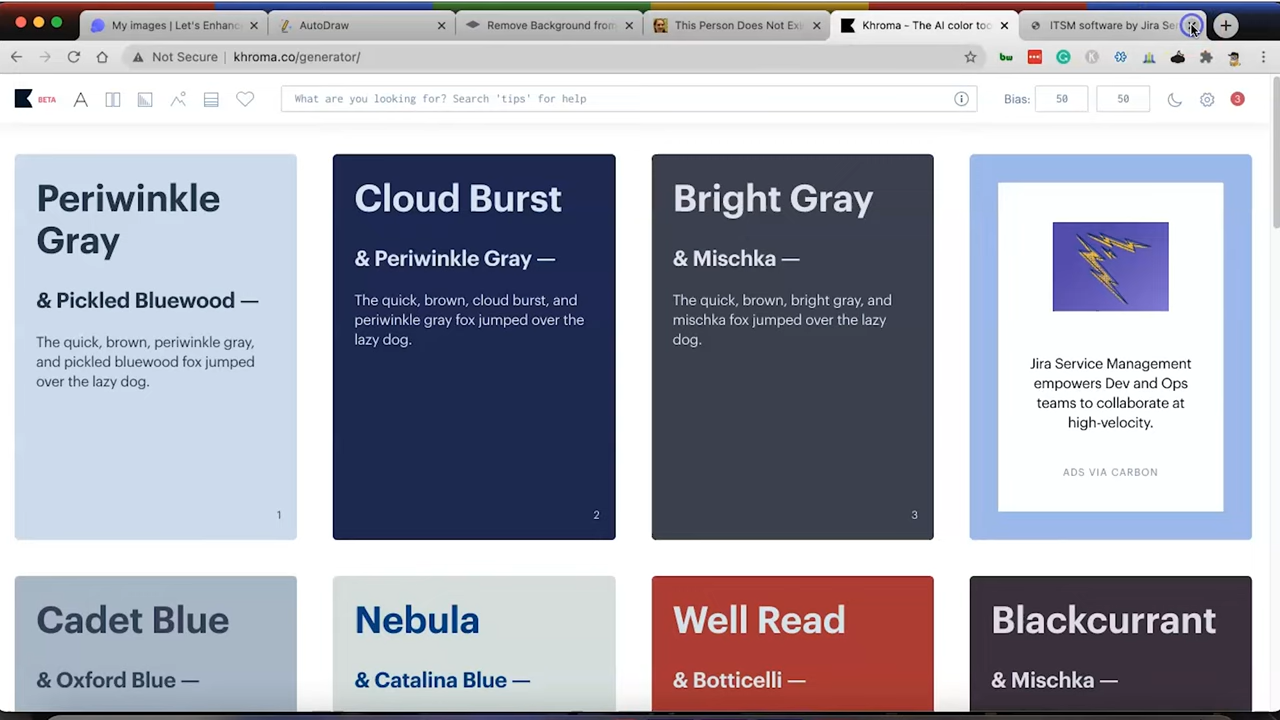 My images | Let's Enhanc
AutoDraw
Remove Background from
This Person Does Not Exi
Khroma - The AI color too
ITSM software by Jira Ser
Not Secure | khroma.co/generator/
BETA
A
What are you looking for? Search 'tips' for help
Bias:
50
50
3
Periwinkle
Gray
& Pickled Bluewood —
The quick, brown, periwinkle gray,
and pickled bluewood fox jumped
over the lazy dog.
1
Cloud Burst
& Periwinkle Gray —
The quick, brown, cloud burst, and
periwinkle gray fox jumped over the
lazy dog.
2
Bright Gray
& Mischka —
The quick, brown, bright gray, and
mischka fox jumped over the lazy
dog.
3
Jira Service Management
empowers Dev and Ops
teams to collaborate at
high-velocity.
ADS VIA CARBON
Cadet Blue
& Oxford Blue —
Nebula
& Catalina Blue —
Well Read
& Botticelli —
Blackcurrant
& Mischka —